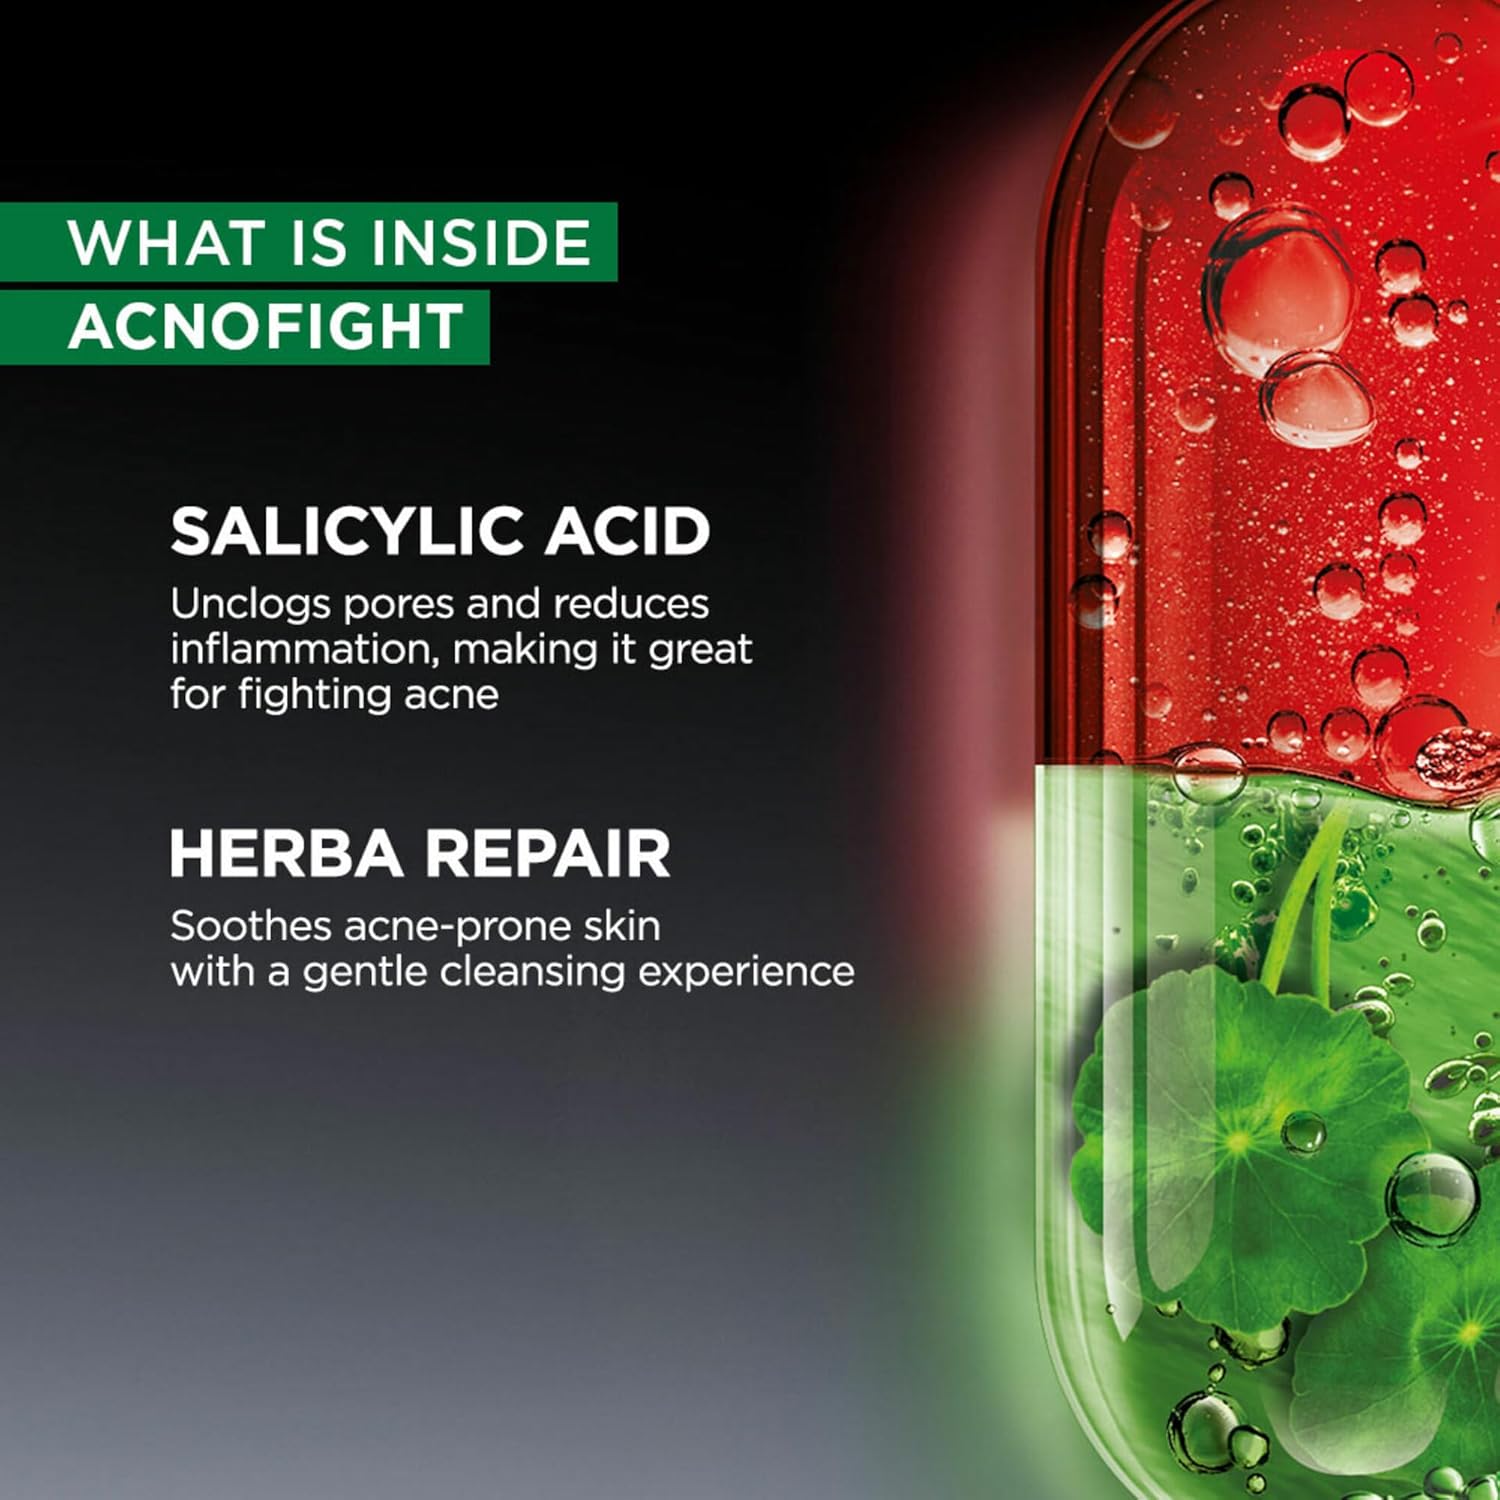 WHAT IS INSIDE
ACNOFIGHT
SALICYLIC ACID
Unclogs pores and reduces
inflammation, making it great
for fighting acne
HERBA REPAIR
Soothes acne-prone skin
with a gentle cleansing experience